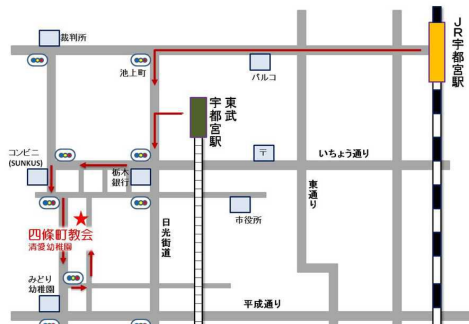 裁判所
JR宇都宮駅
池上町
パルコ
東武
宇都宮駅
コンビニ
(SUNKUS)
栃木
銀行
〒
いちょう通り
東通り
四條町教会
清愛幼稚園
日光街道
市役所
みどり
幼稚園
平成通り